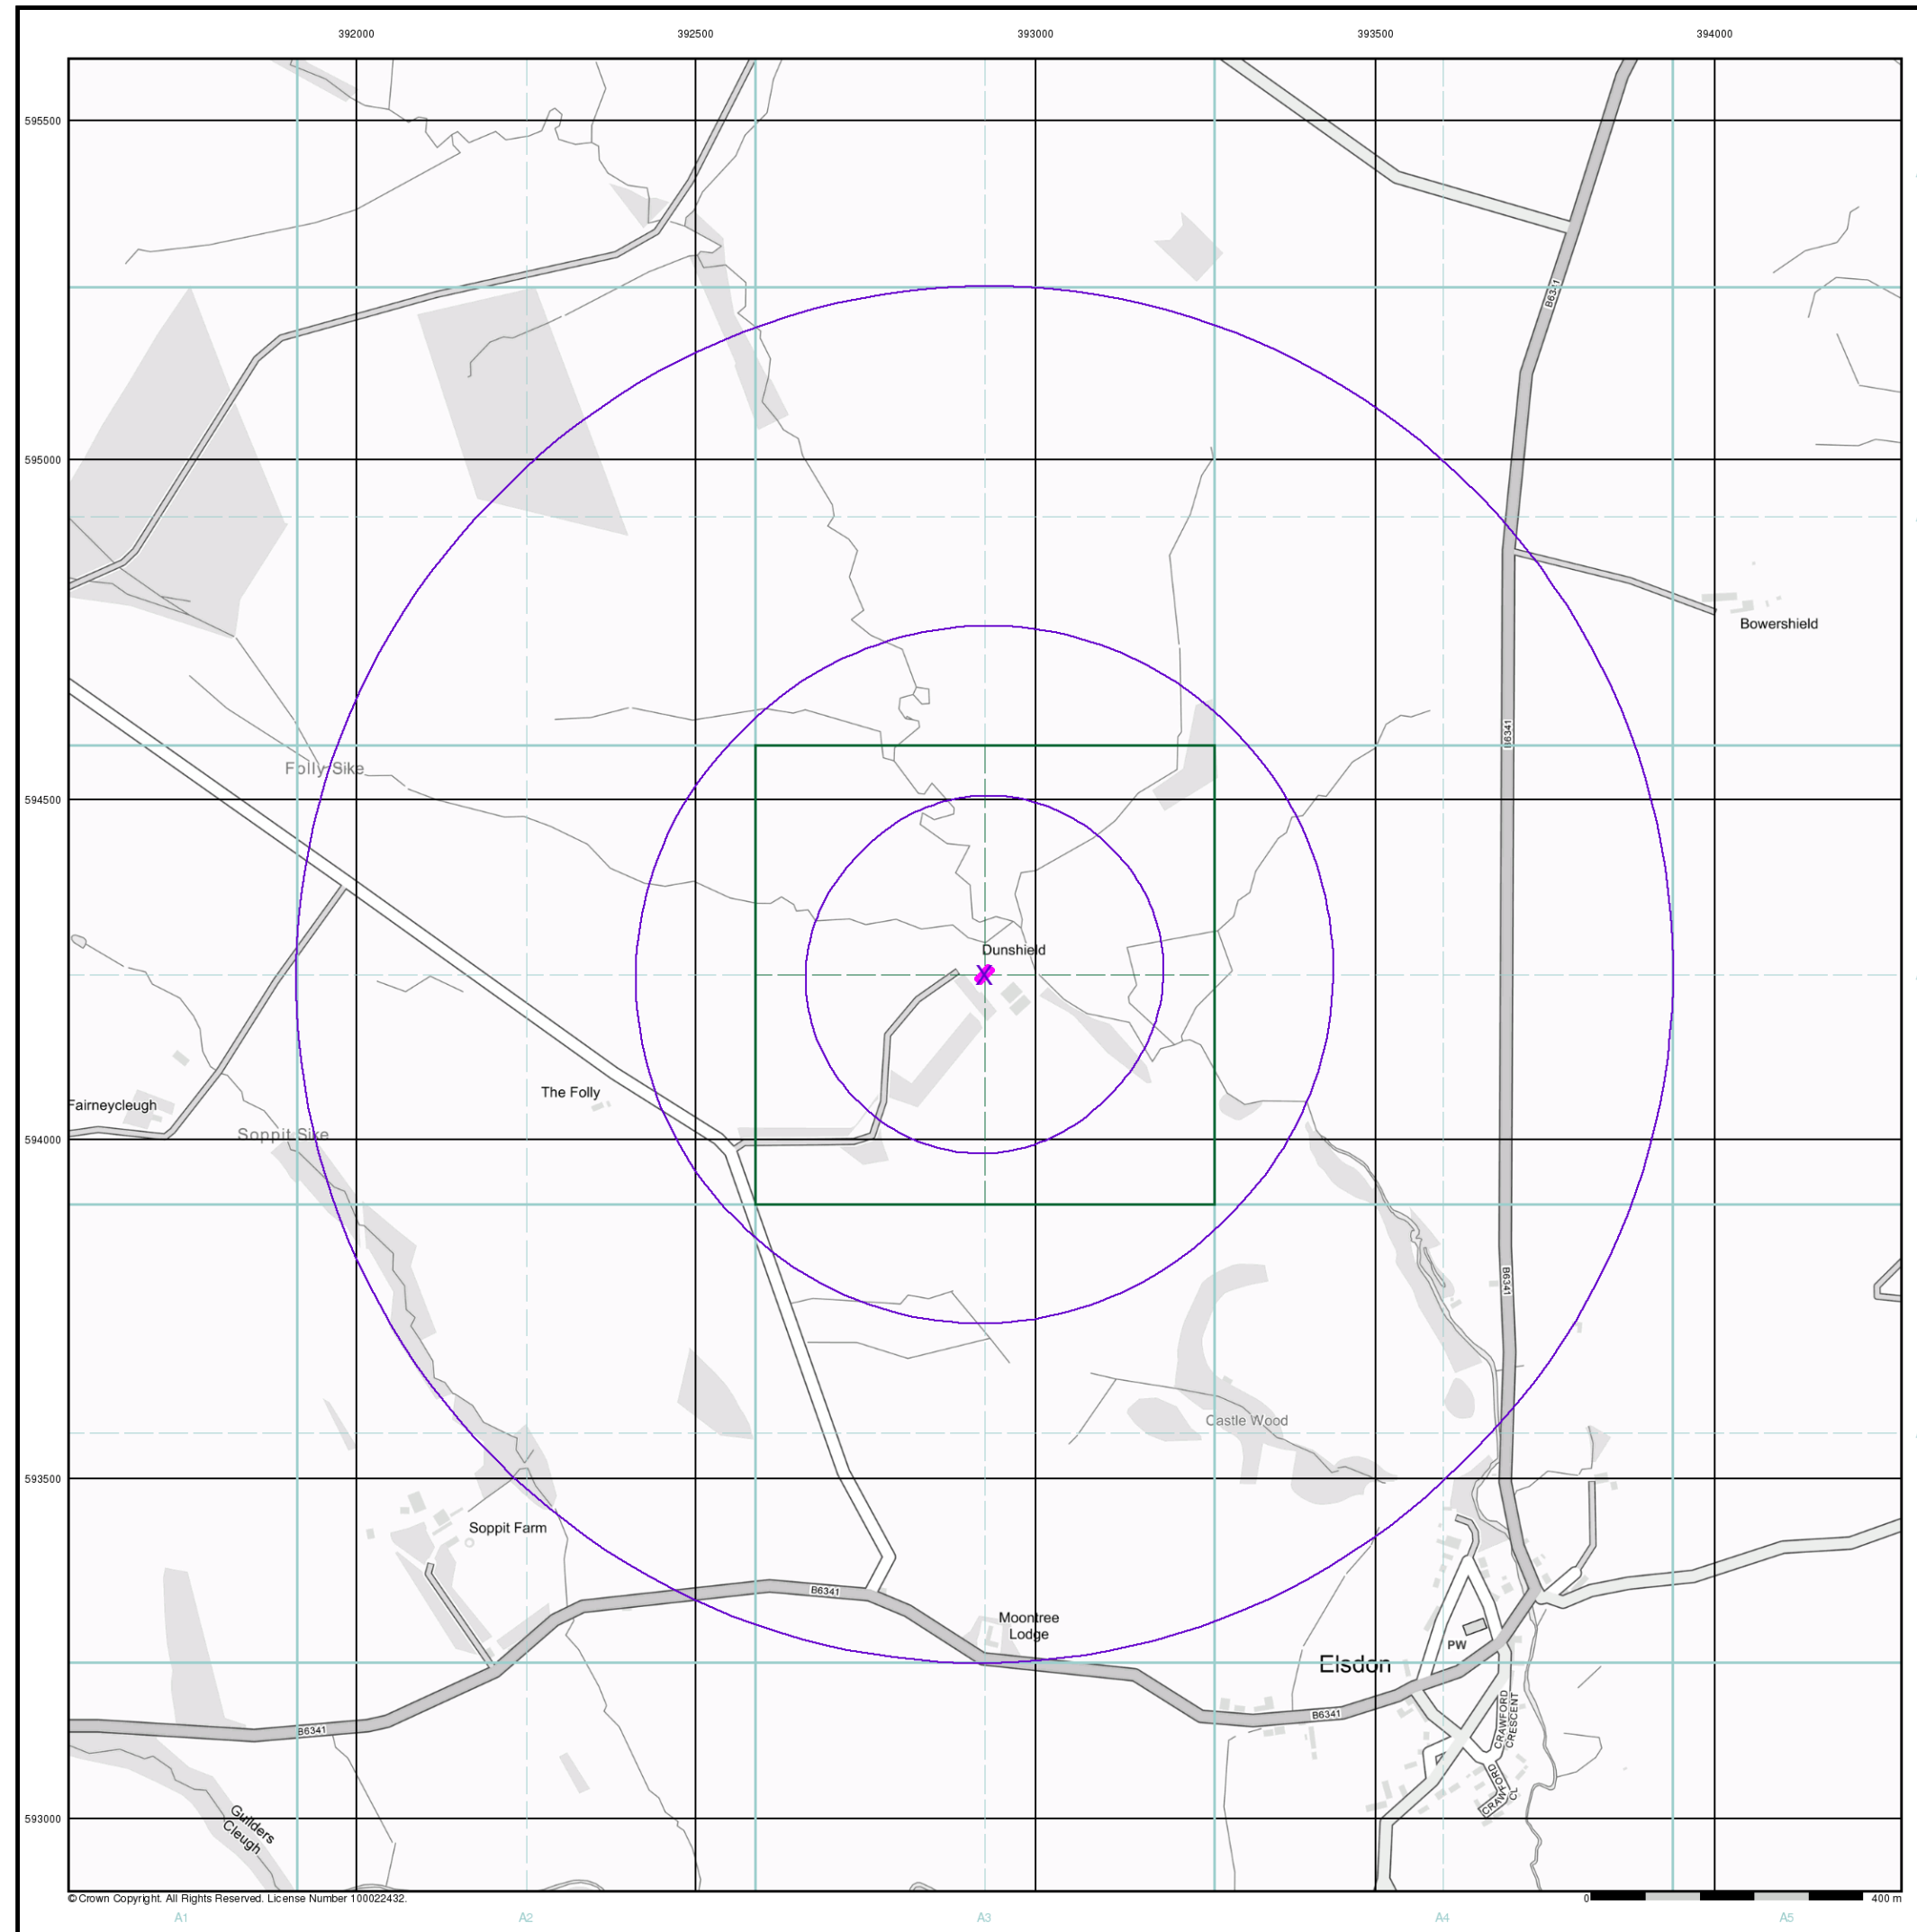 392000 392500 393000 393500 394000
595500
B6341
595000
Bowershield
B6341
Folly Sike
594500
Dunshield
X
The Folly
Fairneycleugh
Soppit Sike
594000
B6341
Castle Wood
593500
Soppit Farm
B6341
Moontree
Lodge
PW
Elsdon
CRAWFORD
CRESCENT
B6341
B6341
CRAWFORD
CL
593000
Guilders
Cleugh
© Crown Copyright. All Rights Reserved. License Number 100022432.
0 400 m
A1 A2 A3 A4 A5